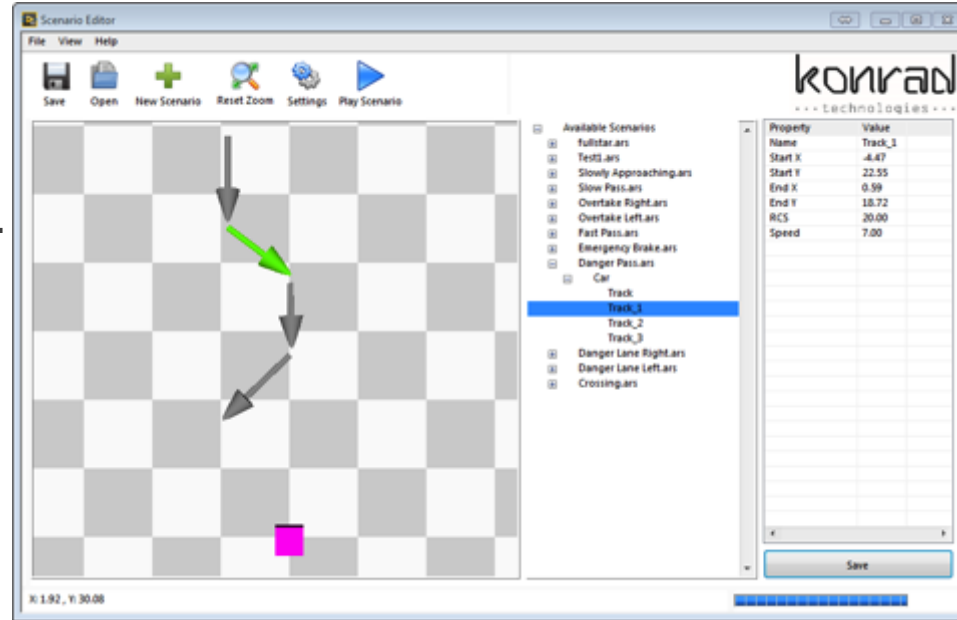 Scenario Editor
File View Help
Save Open New Scenario Reset Zoom Settings Play Scenario
konrad
---technologies---
Available Scenarios
fullstar.ars
Test1.ars
Slowly Approaching.ars
Slow Pass.ars
Overtake Right.ars
Overtake Left.ars
Fast Pass.ars
Emergency Brake.ars
Danger Pass.ars
Car
Track
Track_1
Track_2
Track_3
Danger Lane Right.ars
Danger Lane Left.ars
Crossing.ars
Property Value
Name Track_1
Start X -4.47
Start Y 22.55
End X 0.59
End Y 18.72
RCS 20.00
Speed 7.00
Save
X: 1.92 , Y: 30.08